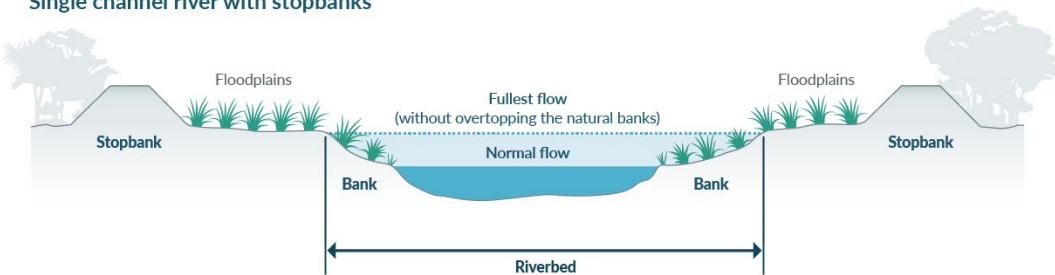 Single channel river with stopbanks
Floodplains
Floodplains
Fullest flow
(without overtopping the natural banks)
Stopbank
Normal flow
Stopbank
Bank
Bank
Riverbed